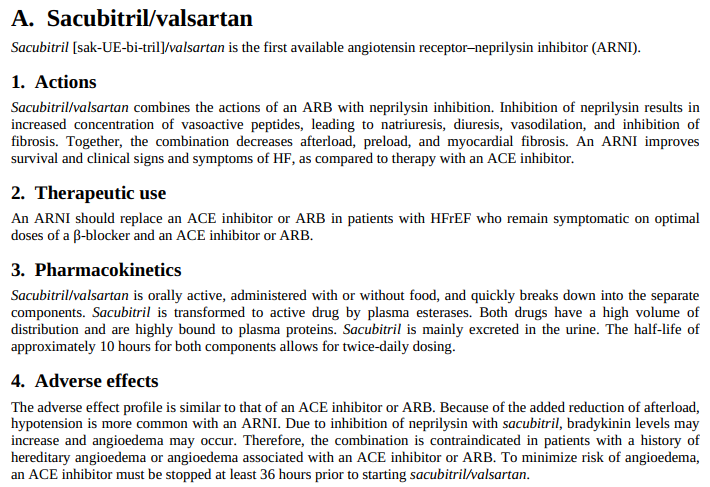 A. Sacubitril/valsartan
Sacubitril [sak-UE-bi-tril]/valsartan is the first available angiotensin receptor–neprilysin inhibitor (ARNI).
1. Actions
Sacubitril/valsartan combines the actions of an ARB with neprilysin inhibition. Inhibition of neprilysin results in
increased concentration of vasoactive peptides, leading to natriuresis, diuresis, vasodilation, and inhibition of
fibrosis. Together, the combination decreases afterload, preload, and myocardial fibrosis. An ARNI improves
survival and clinical signs and symptoms of HF, as compared to therapy with an ACE inhibitor.
2. Therapeutic use
An ARNI should replace an ACE inhibitor or ARB in patients with HFrEF who remain symptomatic on optimal
doses of a β-blocker and an ACE inhibitor or ARB.
3. Pharmacokinetics
Sacubitril/valsartan is orally active, administered with or without food, and quickly breaks down into the separate
components. Sacubitril is transformed to active drug by plasma esterases. Both drugs have a high volume of
distribution and are highly bound to plasma proteins. Sacubitril is mainly excreted in the urine. The half-life of
approximately 10 hours for both components allows for twice-daily dosing.
4. Adverse effects
The adverse effect profile is similar to that of an ACE inhibitor or ARB. Because of the added reduction of afterload,
hypotension is more common with an ARNI. Due to inhibition of neprilysin with sacubitril, bradykinin levels may
increase and angioedema may occur. Therefore, the combination is contraindicated in patients with a history of
hereditary angioedema or angioedema associated with an ACE inhibitor or ARB. To minimize risk of angioedema,
an ACE inhibitor must be stopped at least 36 hours prior to starting sacubitril/valsartan.